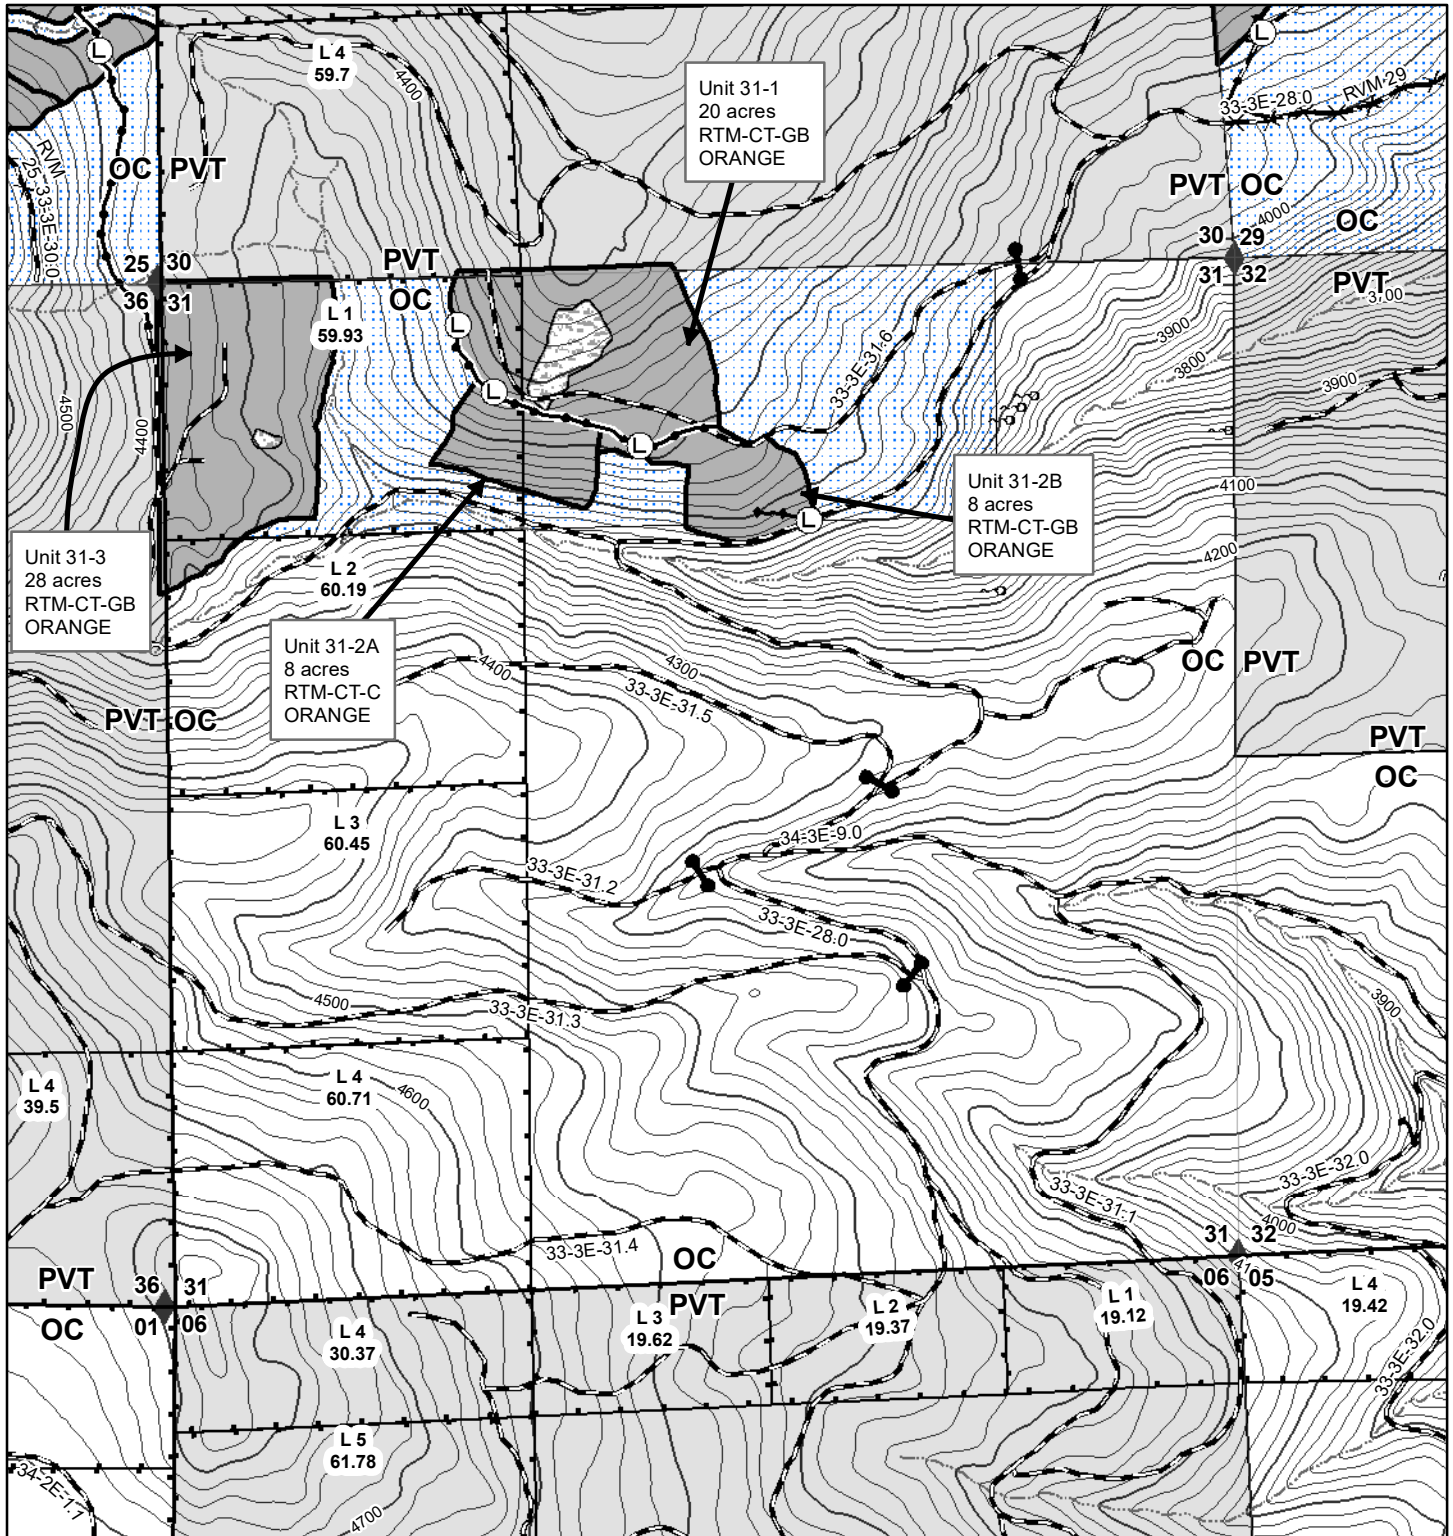 L 4
59.7
4400
Unit 31-1
20 acres
RTM-CT-GB
ORANGE
33-3E-28.0
RVM-29
L
L
RVM
25-33-3E-30.0
OC
PVT
PVT
OC
4000
OC
25
30
36
31
PVT
OC
30
29
31
32
PVT
3700
L 1
59.93
L
3900
3800
3900
33-3E-31.6
4500
4400
L
L
4100
Unit 31-2B
8 acres
RTM-CT-GB
ORANGE
L
Unit 31-3
28 acres
RTM-CT-GB
ORANGE
4200
L 2
60.19
Unit 31-2A
8 acres
RTM-CT-C
ORANGE
4400
4300
33-3E-31.5
OC
PVT
PVT
OC
PVT
OC
L 3
60.45
34-3E-9.0
33-3E-31.2
33-3E-28.0
4500
33-3E-31.3
3900
L 4
39.5
L 4
60.71
4600
33-3E-32.0
33-3E-31.1
4000
31
32
33-3E-31.4
OC
PVT
36
31
06
05
41
OC
01
06
PVT
L 4
30.37
L 3
19.62
L 2
19.37
L 1
19.12
L 4
19.42
33-3E-32.0
L 5
61.78
34-2E-1.1
4700